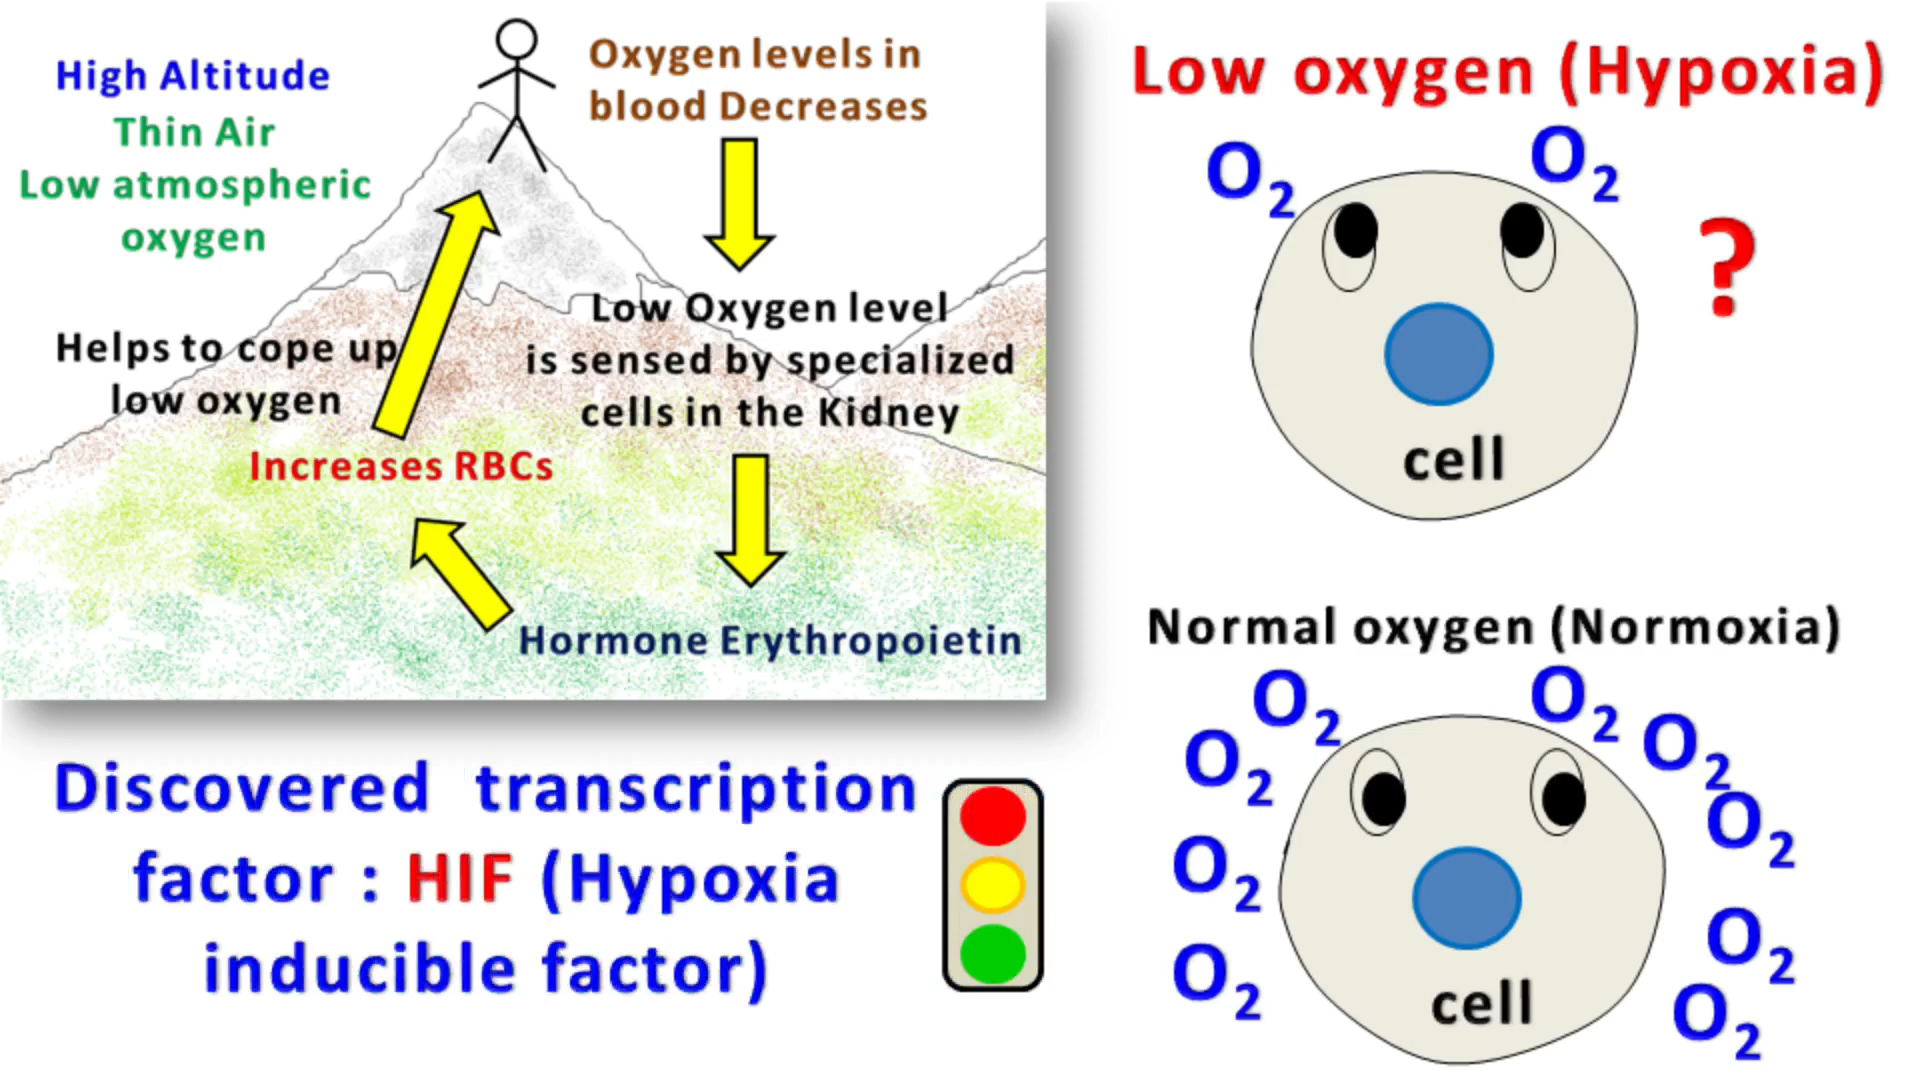 High Altitude
Thin Air
Low atmospheric
oxygen
Oxygen levels in
blood Decreases
Low Oxygen level
is sensed by specialized
cells in the Kidney
Hormone Erythropoietin
Increases RBCs
Helps to cope up
low oxygen
Discovered transcription
factor : HIF (Hypoxia
inducible factor)
Low oxygen (Hypoxia)
O2
O2
?
cell
Normal oxygen (Normoxia)
O2
O2
O2
O2
O2
O2
O2
O2
O2
cell